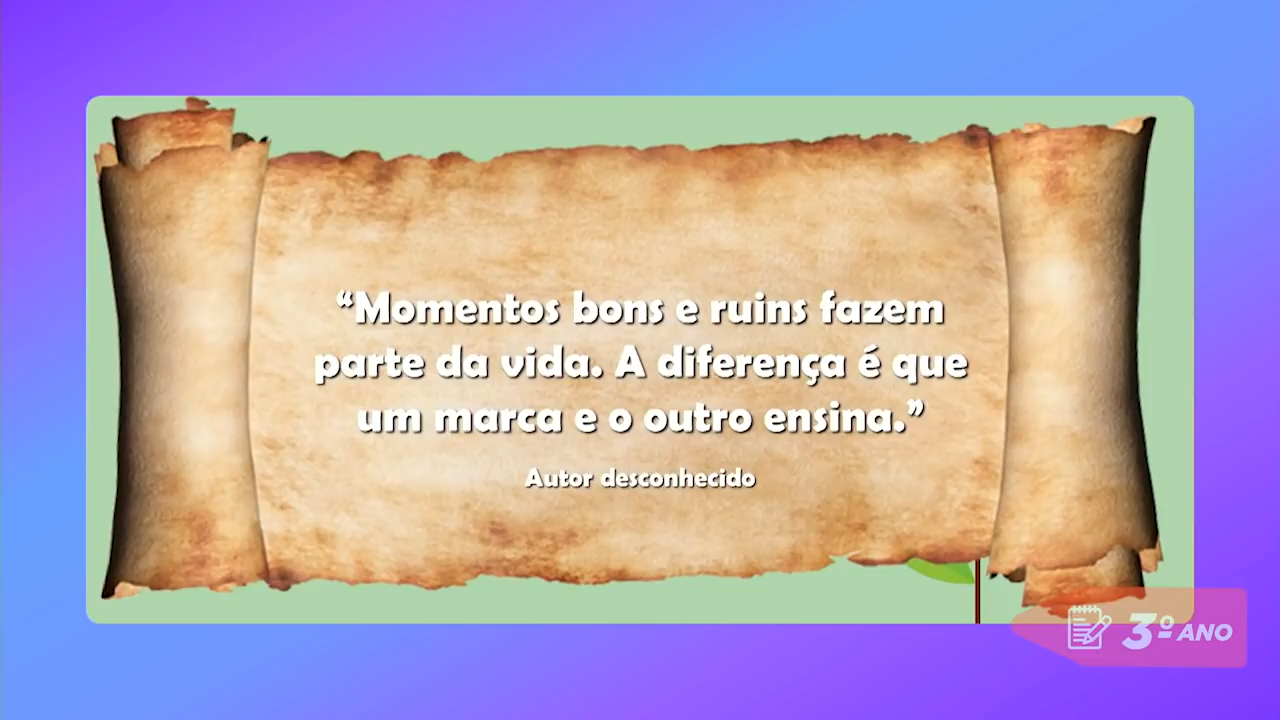 “Momentos bons e ruins fazem
parte da vida. A diferença é que
um marca e o outro ensina.”
Autor desconhecido
3º ANO